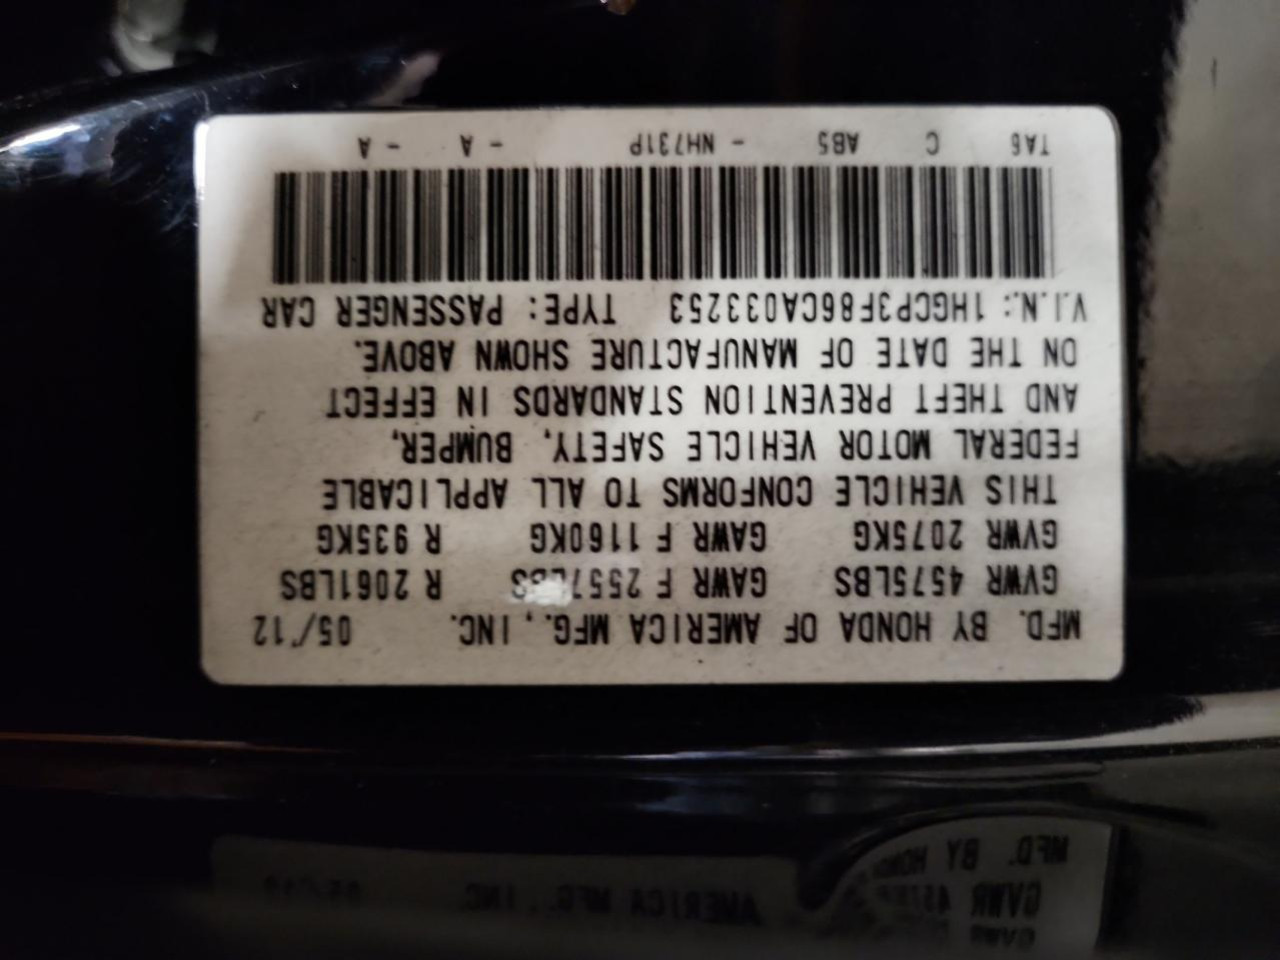 MFD. BY HONDA OF AMERICA MFG., INC. 05/12
GVWR 4575LBS GAWR F 2557LBS R 2061LBS
GVWR 2075KG GAWR F 1160KG R 935KG
THIS VEHICLE CONFORMS TO ALL APPLICABLE
FEDERAL MOTOR VEHICLE SAFETY, BUMPER,
AND THEFT PREVENTION STANDARDS IN EFFECT
ON THE DATE OF MANUFACTURE SHOWN ABOVE.
V.I.N.: 1HGCP3F86CA033253 TYPE: PASSENGER CAR
TA6 C AB5 - NH731P - A - A